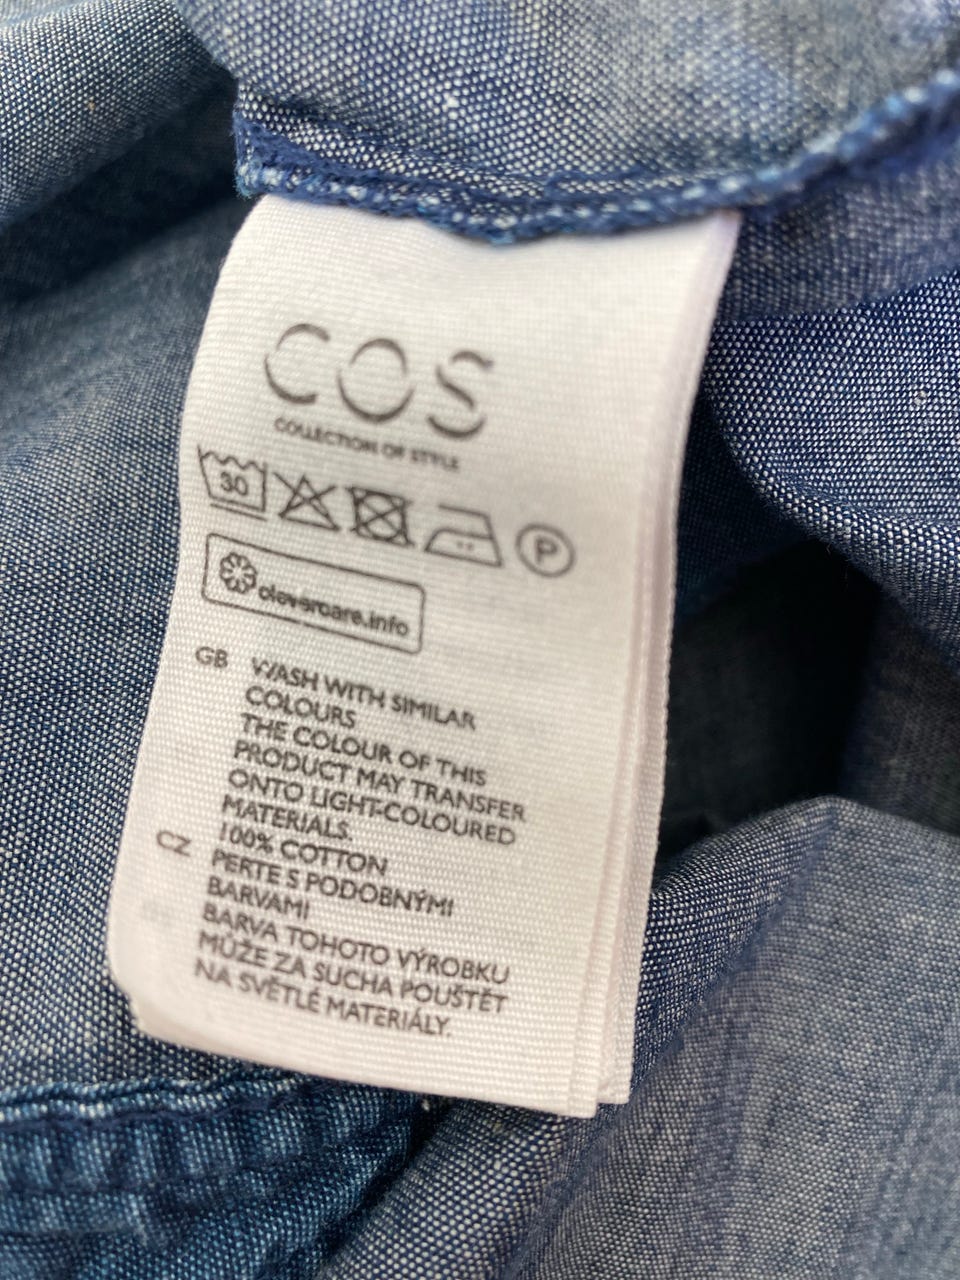 COS
COLLECTION OF STYLE
30
P
clevercare.info
GB WASH WITH SIMILAR
COLOURS
THE COLOUR OF THIS
PRODUCT MAY TRANSFER
ONTO LIGHT-COLOURED
MATERIALS.
100% COTTON
CZ PERTE S PODOBNÝMI
BARVAMI
BARVA TOHOTO VÝROBKU
MŮŽE ZA SUCHA POUŠTĚT
NA SVĚTLÉ MATERIÁLY.